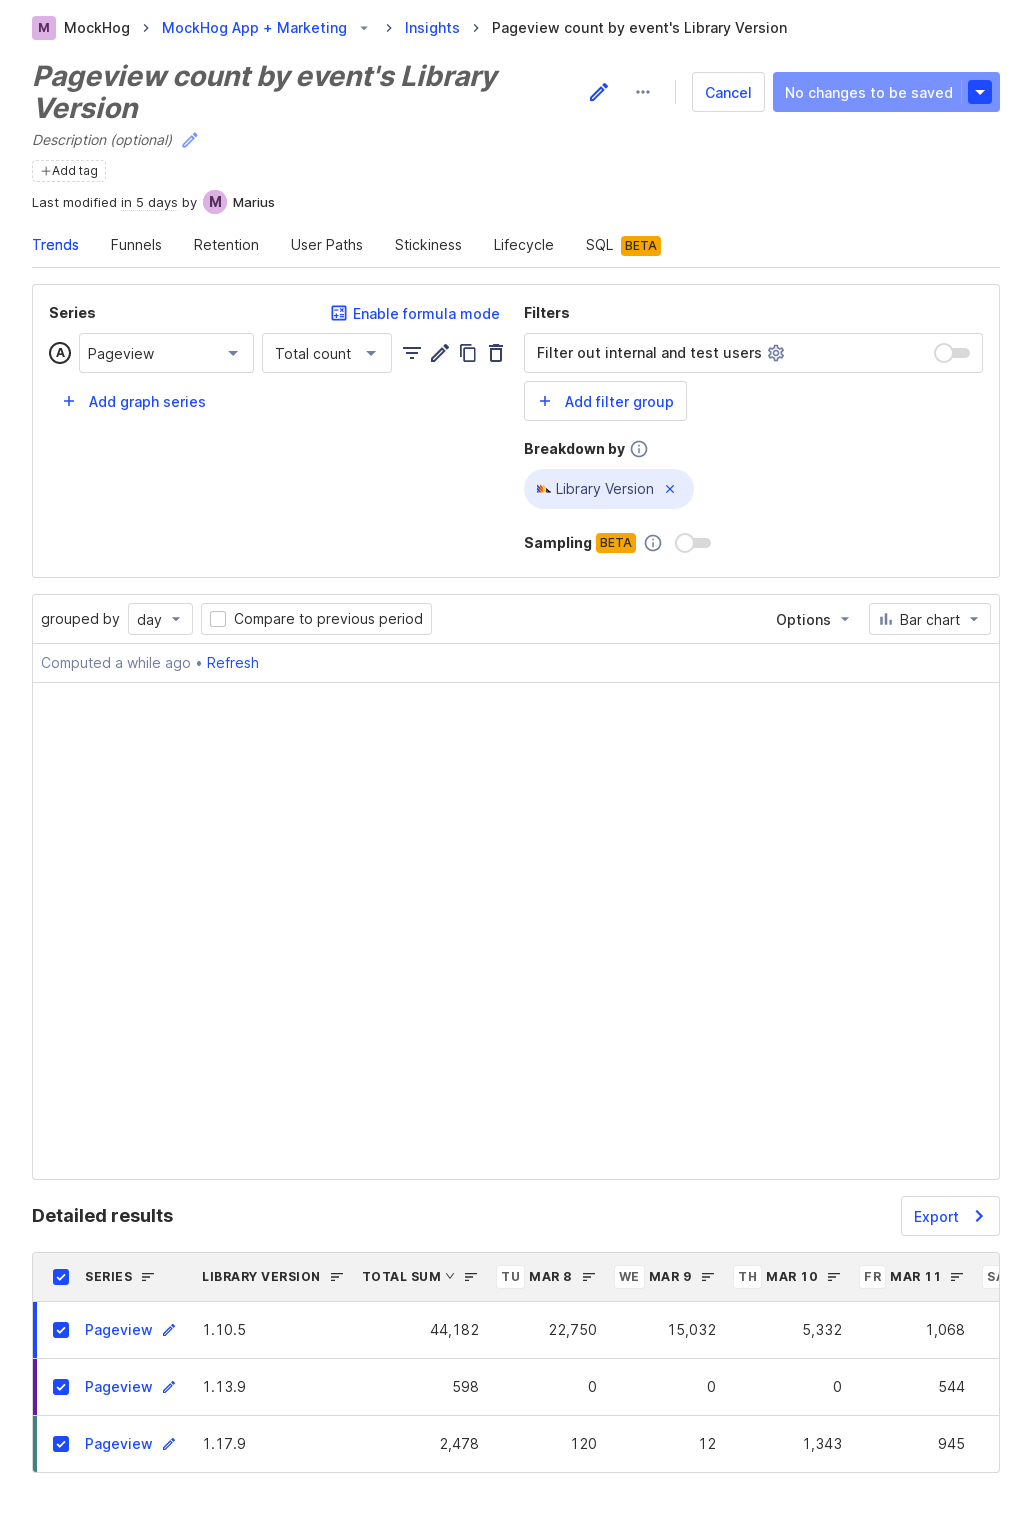 M MockHog MockHog App + Marketing Insights Pageview count by event's Library Version
Pageview count by event's Library
Version
Cancel No changes to be saved
Description (optional)
Add tag
Last modified in 5 days by M Marius
Trends Funnels Retention User Paths Stickiness Lifecycle SQL BETA
Series Enable formula mode
A Pageview Total count
Add graph series
Filters
Filter out internal and test users
Add filter group
Breakdown by
Library Version
Sampling BETA
grouped by day Compare to previous period Options Bar chart
Computed a while ago • Refresh
Detailed results Export
SERIES LIBRARY VERSION TOTAL SUM TU MAR 8 WE MAR 9 TH MAR 10 FR MAR 11 SA
Pageview 1.10.5 44,182 22,750 15,032 5,332 1,068
Pageview 1.13.9 598 0 0 0 544
Pageview 1.17.9 2,478 120 12 1,343 945